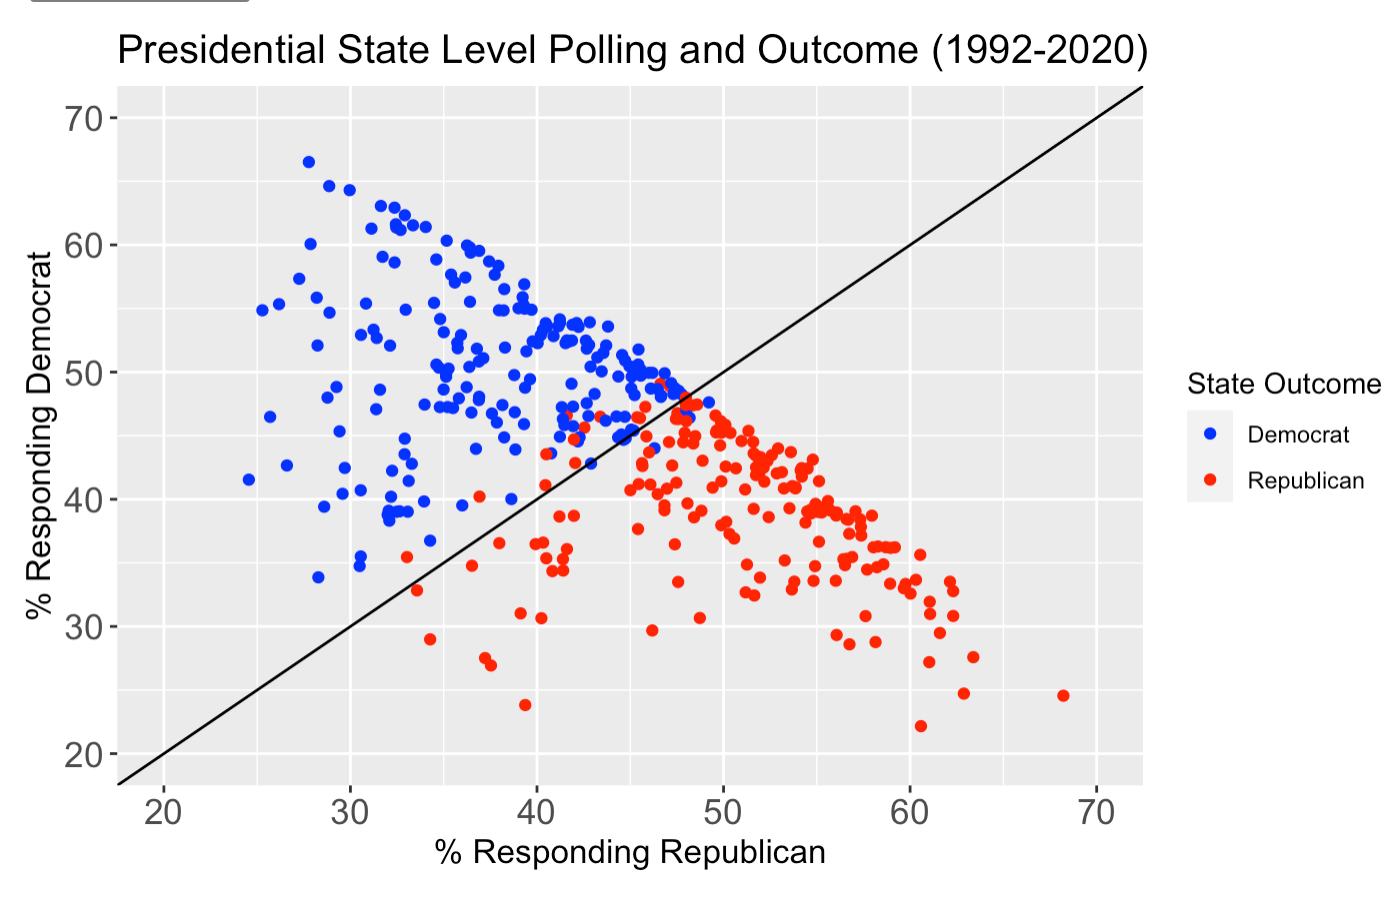 Presidential State Level Polling and Outcome (1992-2020)
70
60
50
40
30
20
% Responding Democrat
20 30 40 50 60 70
% Responding Republican
State Outcome
Democrat
Republican